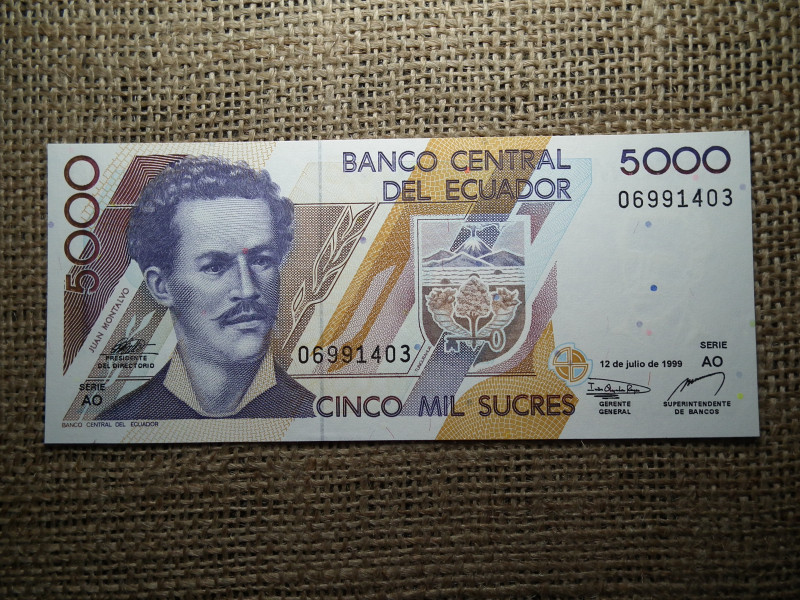 5000
BANCO CENTRAL
DEL ECUADOR
5000
06991403
JUAN MONTALVO
PRESIDENTE
DEL DIRECTORIO
SERIE
AO
BANCO CENTRAL DEL ECUADOR
06991403
CINCO MIL SUCRES
12 de julio de 1999
SERIE
AO
GERENTE
GENERAL
SUPERINTENDENTE
DE BANCOS